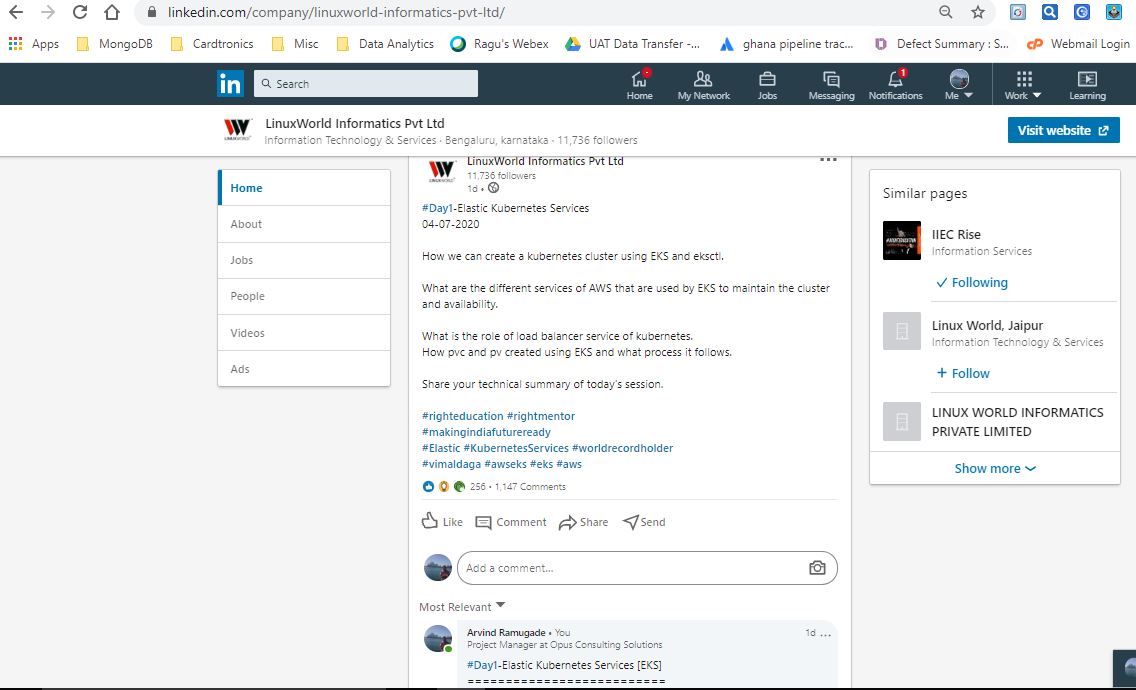 linkedin.com/company/linuxworld-informatics-pvt-ltd/
Apps MongoDB Cardtronics Misc Data Analytics Ragu's Webex UAT Data Transfer -... ghana pipeline trac... Defect Summary : S... Webmail Login
in Search
Home My Network Jobs Messaging 1 Notifications Me Work Learning
LINUXWORLD
LinuxWorld Informatics Pvt Ltd
Information Technology & Services · Bengaluru, karnataka · 11,736 followers
Visit website
Home
About
Jobs
People
Videos
Ads
LinuxWorld Informatics Pvt Ltd
11,736 followers
1d •
#Day1-Elastic Kubernetes Services
04-07-2020
How we can create a kubernetes cluster using EKS and eksctl.
What are the different services of AWS that are used by EKS to maintain the cluster
and availability.
What is the role of load balancer service of kubernetes.
How pvc and pv created using EKS and what process it follows.
Share your technical summary of today's session.
#righteducation #rightmentor
#makingindiafutureready
#Elastic #KubernetesServices #worldrecordholder
#vimaldaga #awseks #eks #aws
256 • 1,147 Comments
Like Comment Share Send
Add a comment...
Most Relevant
Arvind Ramugade • You 1d ...
Project Manager at Opus Consulting Solutions
#Day1-Elastic Kubernetes Services [EKS]
==========================
Similar pages
IIEC Rise
Information Services
Following
Linux World, Jaipur
Information Technology & Services
+ Follow
LINUX WORLD INFORMATICS
PRIVATE LIMITED
Show more